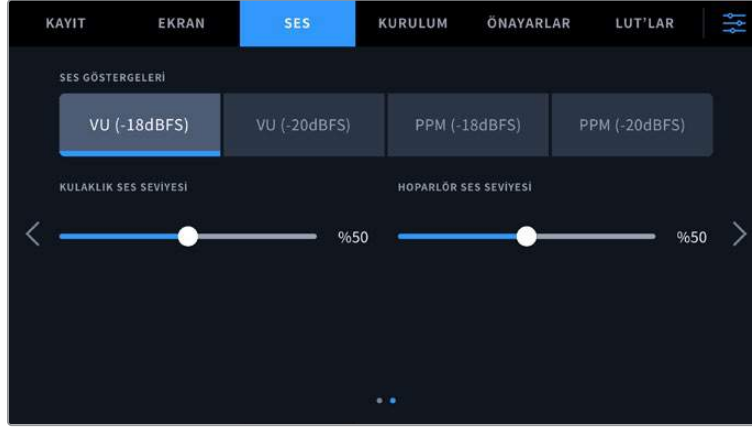 KAYIT EKRAN SES KURULUM ÖNAYARLAR LUT'LAR
SES GÖSTERGELERİ
VU (-18dBFS) VU (-20dBFS) PPM (-18dBFS) PPM (-20dBFS)
KULAKLIK SES SEVİYESİ HOPARLÖR SES SEVİYESİ
%50 %50